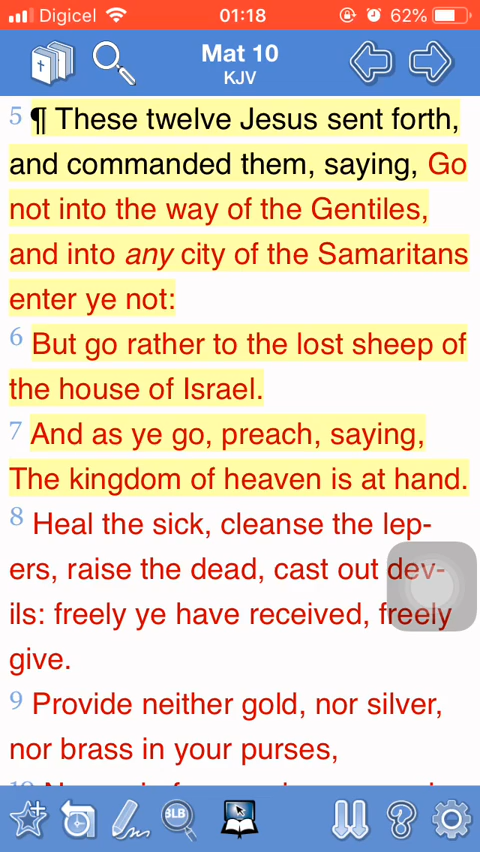 Digicel 01:18 62%
Mat 10
KJV
5 ¶ These twelve Jesus sent forth,
and commanded them, saying, Go
not into the way of the Gentiles,
and into any city of the Samaritans
enter ye not:
6 But go rather to the lost sheep of
the house of Israel.
7 And as ye go, preach, saying,
The kingdom of heaven is at hand.
8 Heal the sick, cleanse the lep-
ers, raise the dead, cast out dev-
ils: freely ye have received, freely
give.
9 Provide neither gold, nor silver,
nor brass in your purses,
BLB